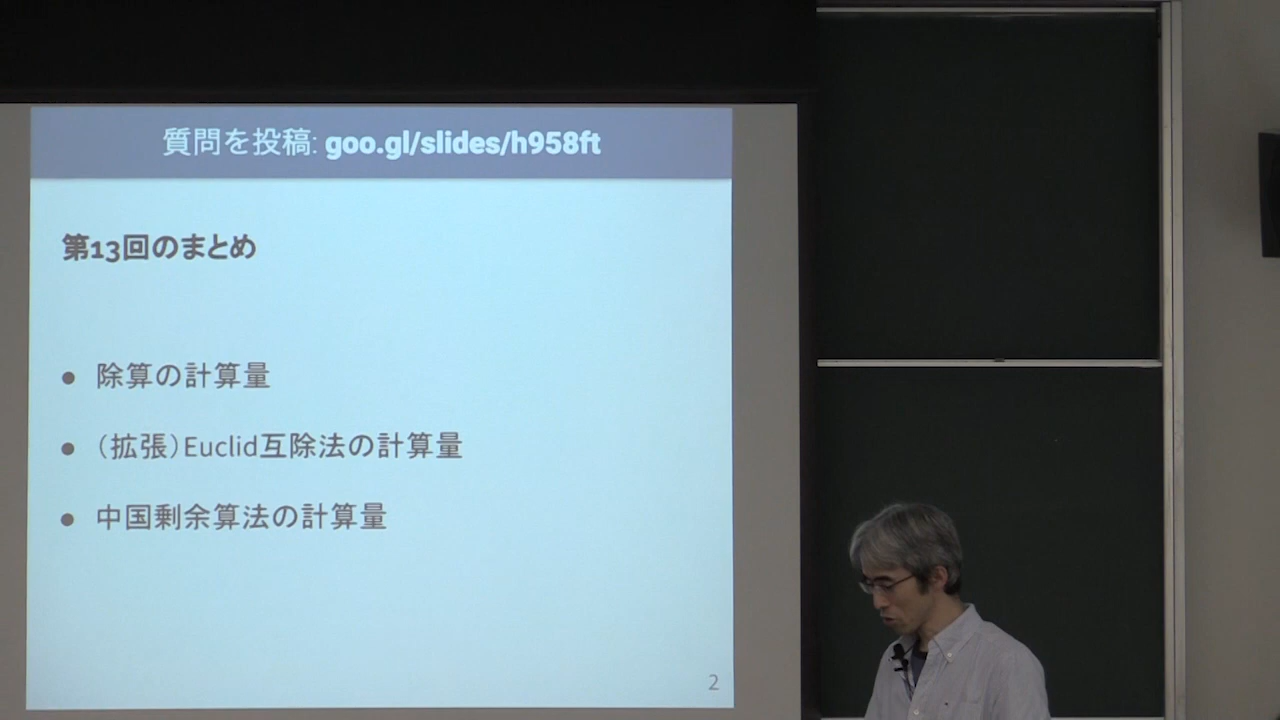 質問を投稿: goo.gl/slides/h958ft
第13回のまとめ
● 除算の計算量
● （拡張）Euclid互除法の計算量
● 中国剰余算法の計算量
2